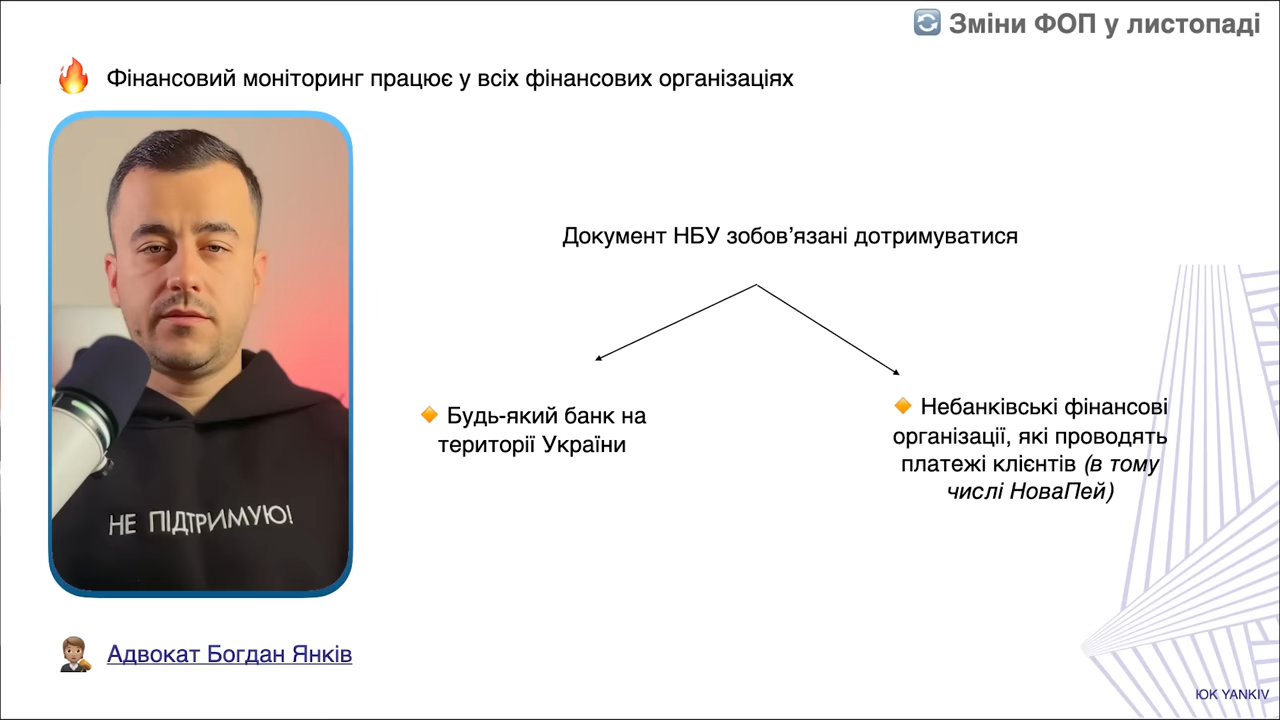 Зміни ФОП у листопаді
Фінансовий моніторинг працює у всіх фінансових організаціях
Документ НБУ зобов’язані дотримуватися
Будь-який банк на
території України
Небанківські фінансові
організації, які проводять
платежі клієнтів (в тому
числі НоваПей)
НЕ ПІДТРИМУЮ!
Адвокат Богдан Янків
ЮК YANKIV